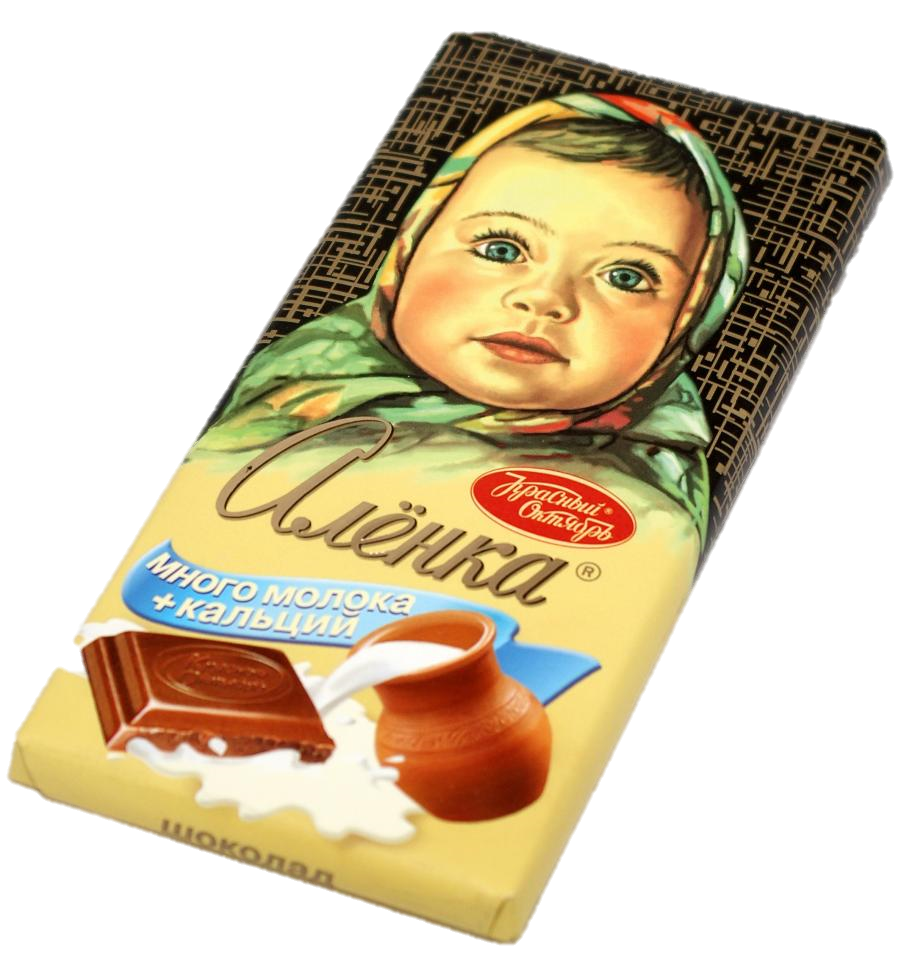 Алёнка®
Красный®
Октябрь
много молока
+кальций
шоколад